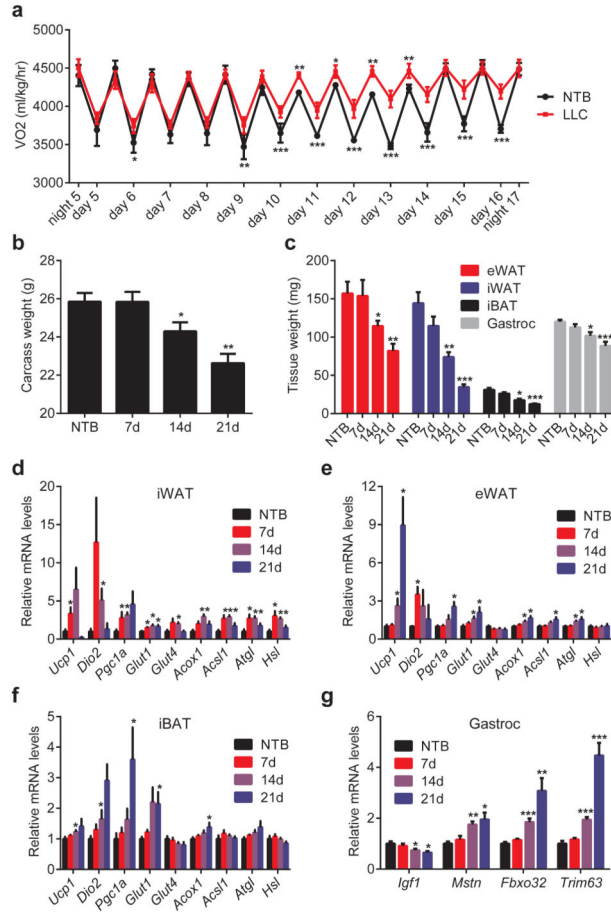 a
5000
4500
4000
3500
3000
VO2 (ml/kg/hr)
NTB
LLC
* ** *** *** *** *** *** *** ***
** * ** **
night 5 day 5 day 6 day 7 day 8 day 9 day 10 day 11 day 12 day 13 day 14 day 15 day 16 night 17
b
28
26
24
22
20
Carcass weight (g)
* **
NTB 7d 14d 21d
c
200
150
100
50
0
Tissue weight (mg)
eWAT
iWAT
iBAT
Gastroc
* ** * *** * *** * ***
NTB 7d 14d 21d NTB 7d 14d 21d NTB 7d 14d 21d NTB 7d 14d 21d
d
iWAT
20
16
12
8
4
0
Relative mRNA levels
NTB
7d
14d
21d
Ucp1 Dio2 Pgc1a Glut1 Glut4 Acox1 Acsl1 Atgl Hsl
e
eWAT
12
9
6
3
0
Relative mRNA levels
NTB
7d
14d
21d
Ucp1 Dio2 Pgc1a Glut1 Glut4 Acox1 Acsl1 Atgl Hsl
f
iBAT
5
4
3
2
1
0
Relative mRNA levels
NTB
7d
14d
21d
Ucp1 Dio2 Pgc1a Glut1 Glut4 Acox1 Acsl1 Atgl Hsl
g
Gastroc
6
4
2
0
Relative mRNA levels
NTB
7d
14d
21d
* * ** * *** ** *** ***
Igf1 Mstn Fbxo32 Trim63